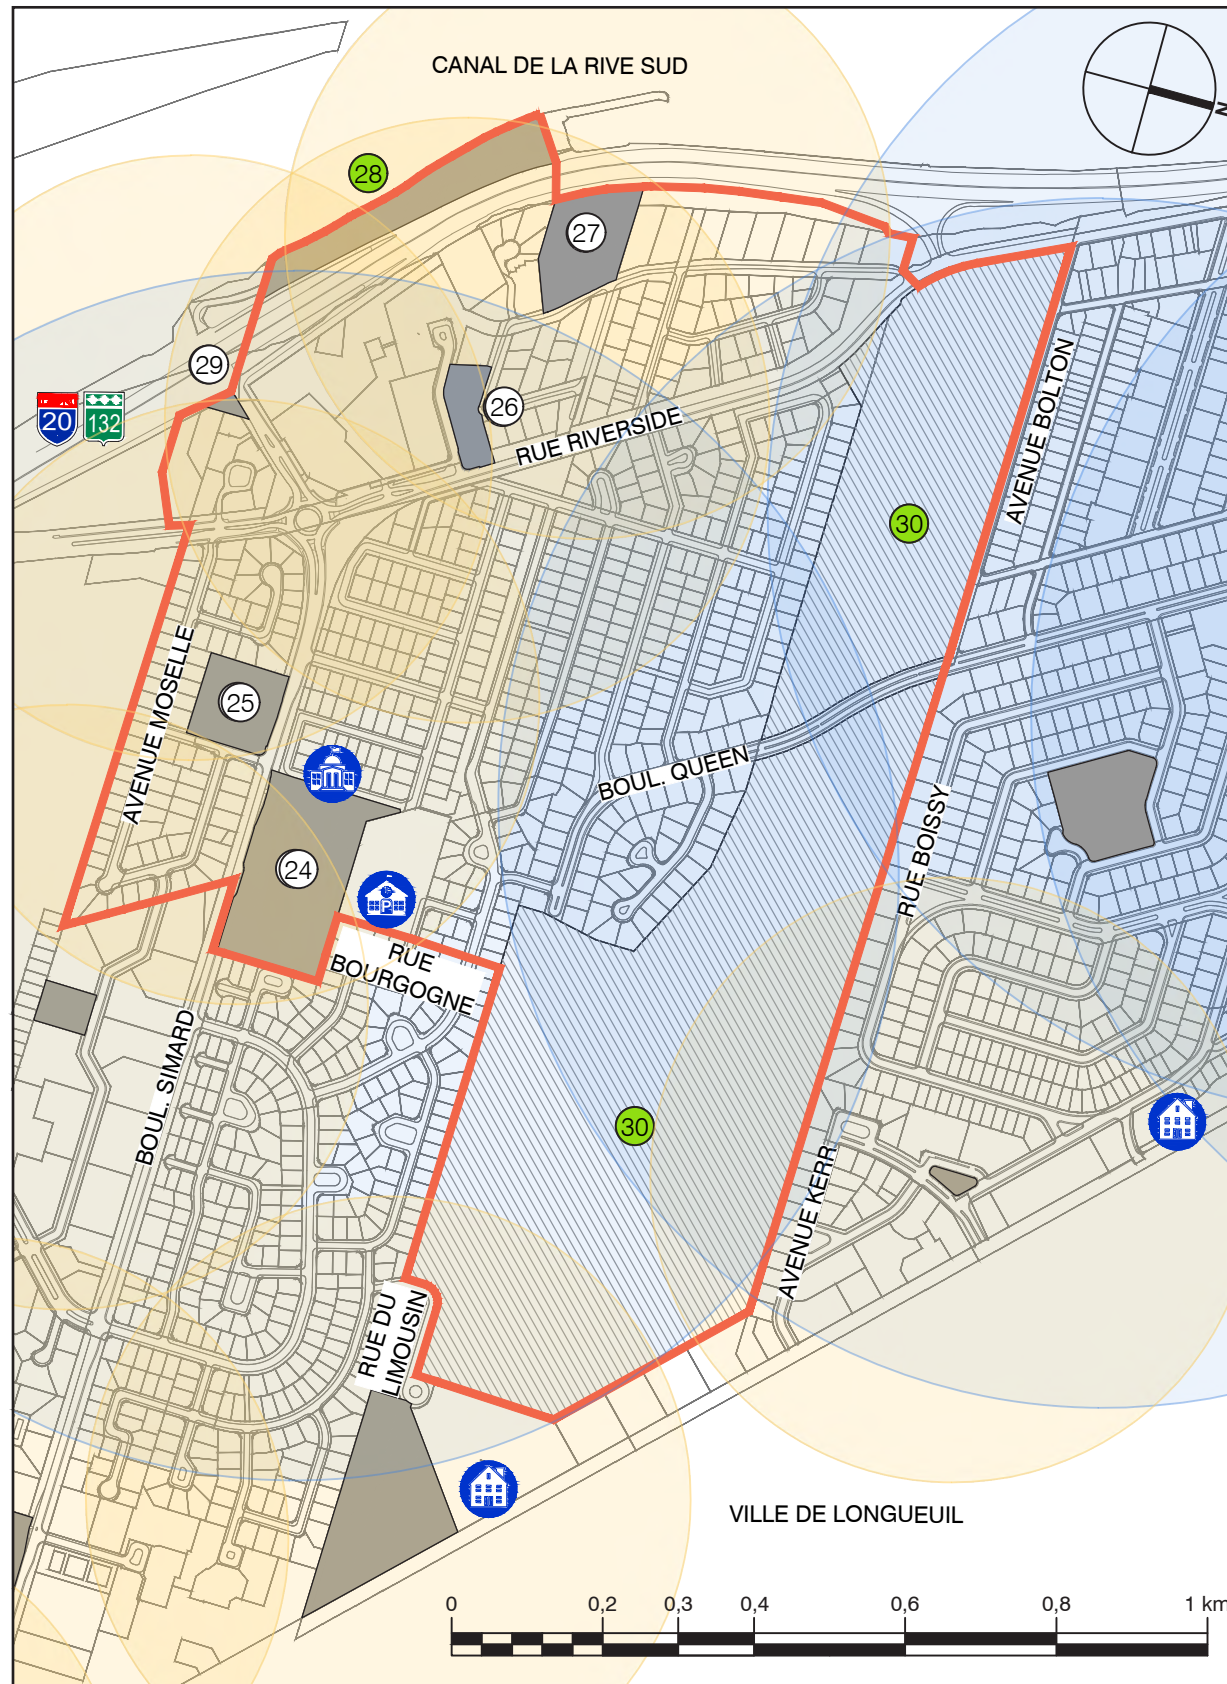 CANAL DE LA RIVE SUD
N
28
27
29
20
132
26
RUE RIVERSIDE
AVENUE BOLTON
30
AVENUE MOSELLE
25
BOUL. QUEEN
RUE BOISSY
24
P
RUE
BOURGOGNE
BOUL. SIMARD
30
AVENUE KERR
RUE DU
LIMOUSIN
VILLE DE LONGUEUIL
0 0,2 0,3 0,4 0,6 0,8 1 km